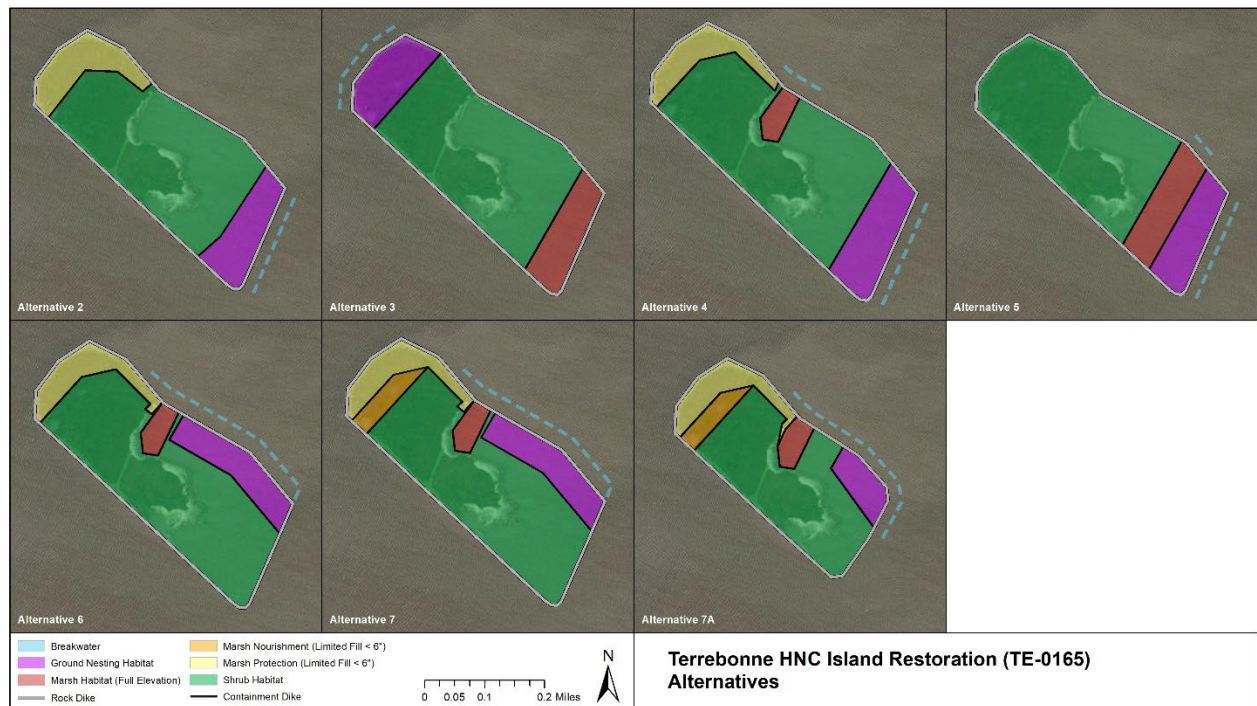 Alternative 2
Alternative 3
Alternative 4
Alternative 5
Alternative 6
Alternative 7
Alternative 7A
Breakwater
Ground Nesting Habitat
Marsh Habitat (Full Elevation)
Rock Dike
Marsh Nourishment (Limited Fill < 6")
Marsh Protection (Limited Fill < 6")
Shrub Habitat
Containment Dike
0 0.05 0.1 0.2 Miles
N
Terrebonne HNC Island Restoration (TE-0165)
Alternatives